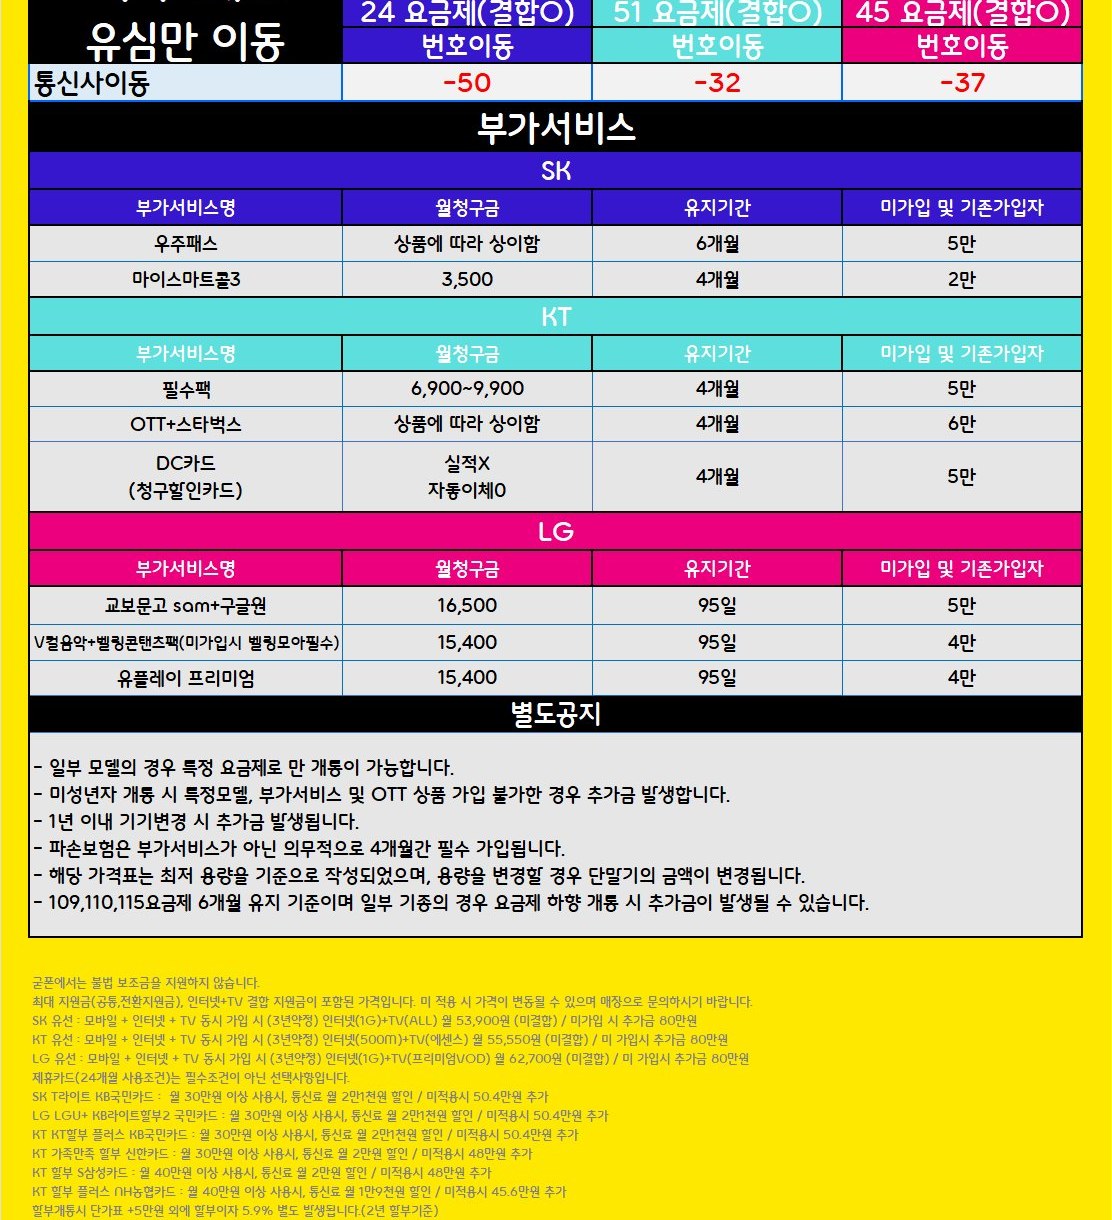 24 요금제(결합O) 51 요금제(결합O) 45 요금제(결합O)
유심만 이동 번호이동 번호이동 번호이동
통신사이동 -50 -32 -37
부가서비스
SK
부가서비스명 월청구금 유지기간 미가입 및 기존가입자
우주패스 상품에 따라 상이함 6개월 5만
마이스마트콜3 3,500 4개월 2만
KT
부가서비스명 월청구금 유지기간 미가입 및 기존가입자
필수팩 6,900~9,900 4개월 5만
OTT+스타벅스 상품에 따라 상이함 4개월 6만
DC카드 실적X
(청구할인카드) 자동이체0 4개월 5만
LG
부가서비스명 월청구금 유지기간 미가입 및 기존가입자
교보문고 sam+구글원 16,500 95일 5만
V컬음악+벨링콘탠츠팩(미가입시 벨링모아필수) 15,400 95일 4만
유플레이 프리미엄 15,400 95일 4만
별도공지
- 일부 모델의 경우 특정 요금제로 만 개통이 가능합니다.
- 미성년자 개통 시 특정모델, 부가서비스 및 OTT 상품 가입 불가한 경우 추가금 발생합니다.
- 1년 이내 기기변경 시 추가금 발생됩니다.
- 파손보험은 부가서비스가 아닌 의무적으로 4개월간 필수 가입됩니다.
- 해당 가격표는 최저 용량을 기준으로 작성되었으며, 용량을 변경할 경우 단말기의 금액이 변경됩니다.
- 109,110,115요금제 6개월 유지 기준이며 일부 기종의 경우 요금제 하향 개통 시 추가금이 발생될 수 있습니다.
굳폰에서는 불법 보조금을 지원하지 않습니다.
최대 지원금(공통,전환지원금), 인터넷+TV 결합 지원금이 포함된 가격입니다. 미 적용 시 가격이 변동될 수 있으며 매장으로 문의하시기 바랍니다.
SK 유선 : 모바일 + 인터넷 + TV 동시 가입 시 (3년약정) 인터넷(1G)+TV(ALL) 월 53,900원 (미결합) / 미가입 시 추가금 80만원
KT 유선 : 모바일 + 인터넷 + TV 동시 가입 시 (3년약정) 인터넷(500M)+TV(에센스) 월 55,550원 (미결합) / 미 가입시 추가금 80만원
LG 유선 : 모바일 + 인터넷 + TV 동시 가입 시 (3년약정) 인터넷(1G)+TV(프리미엄VOD) 월 62,700원 (미결합) / 미 가입시 추가금 80만원
제휴카드(24개월 사용조건)는 필수조건이 아닌 선택사항입니다.
SK T라이트 KB국민카드 : 월 30만원 이상 사용시, 통신료 월 2만1천원 할인 / 미적용시 50.4만원 추가
LG LGU+ KB라이트할부2 국민카드 : 월 30만원 이상 사용시, 통신료 월 2만1천원 할인 / 미적용시 50.4만원 추가
KT KT할부 플러스 KB국민카드 : 월 30만원 이상 사용시, 통신료 월 2만1천원 할인 / 미적용시 50.4만원 추가
KT 가족만족 할부 신한카드 : 월 30만원 이상 사용시, 통신료 월 2만원 할인 / 미적용시 48만원 추가
KT 할부 S삼성카드 : 월 40만원 이상 사용시, 통신료 월 2만원 할인 / 미적용시 48만원 추가
KT 할부 플러스 NH농협카드 : 월 40만원 이상 사용시, 통신료 월 1만9천원 할인 / 미적용시 45.6만원 추가
할부개통시 단가표 +5만원 외에 할부이자 5.9% 별도 발생됩니다.(2년 할부기준)